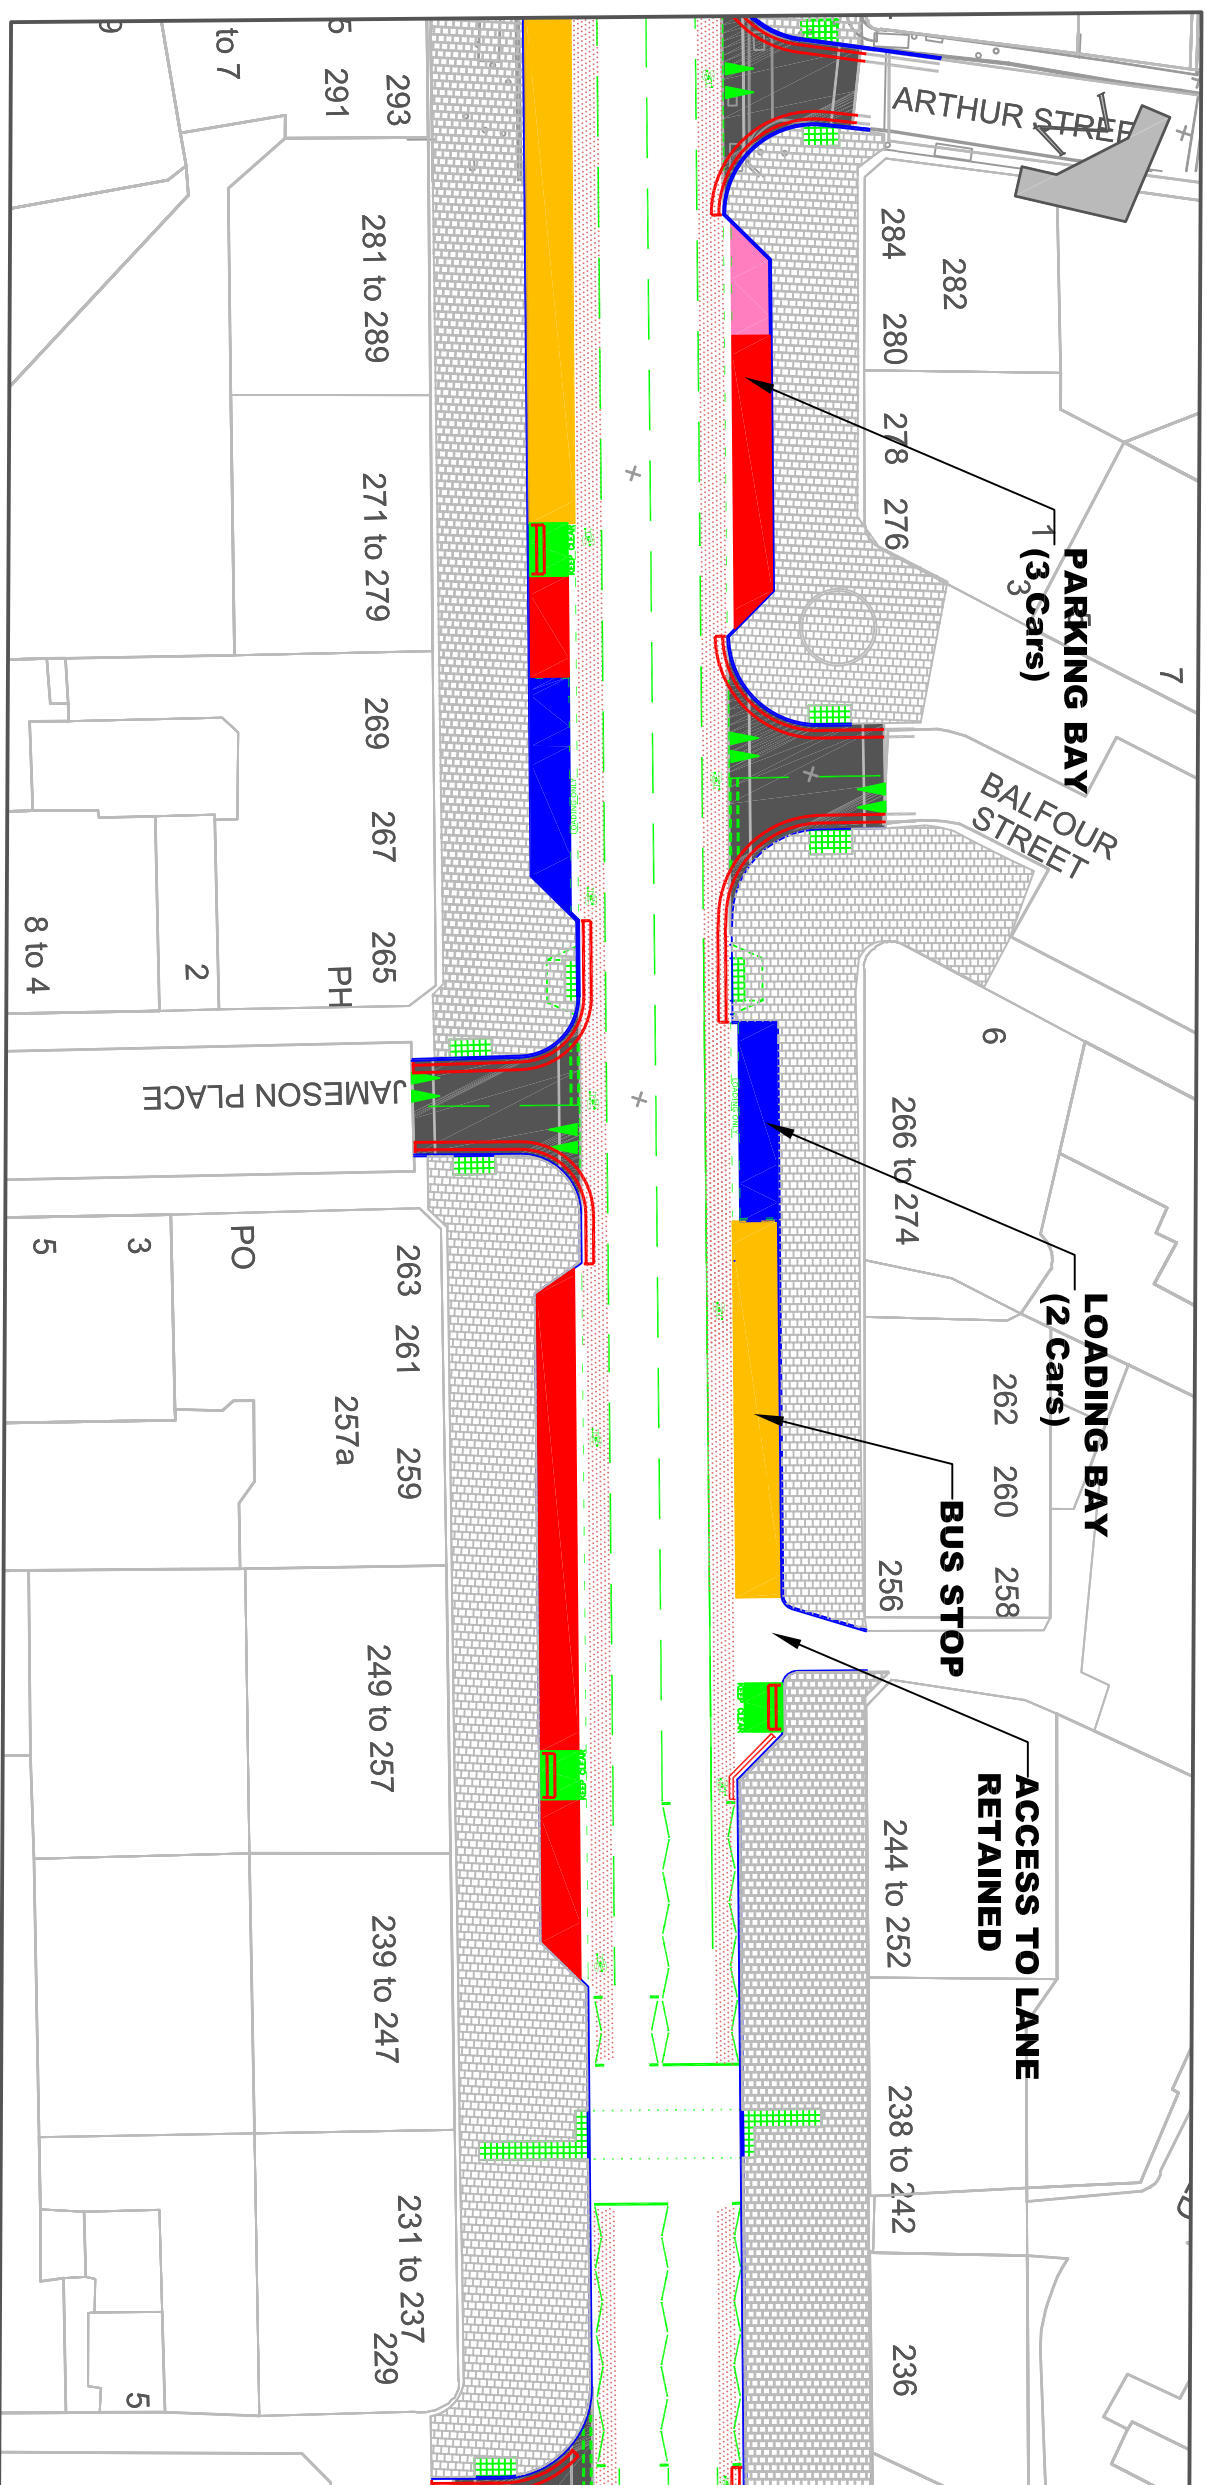 ARTHUR STREE
284
282
280
278
276
1
3
7
PARKING BAY
(3 Cars)
BALFOUR
STREET
6
266 to 274
LOADING BAY
(2 Cars)
262
260
258
256
BUS STOP
ACCESS TO LANE
RETAINED
244 to 252
238 to 242
236
to 7
291
293
281 to 289
271 to 279
269
267
265
PH
2
8 to 4
JAMESON PLACE
PO
3
5
263
261
257a
259
249 to 257
239 to 247
231 to 237
229
5